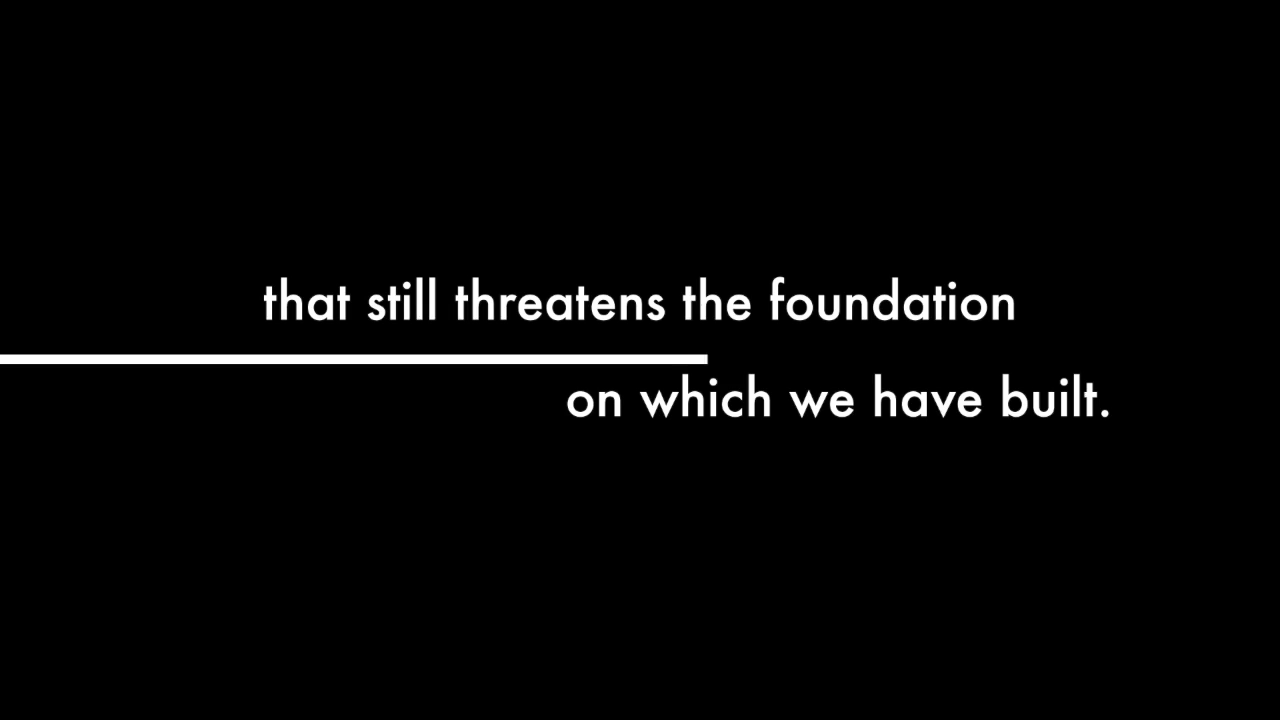 that still threatens the foundation
on which we have built.